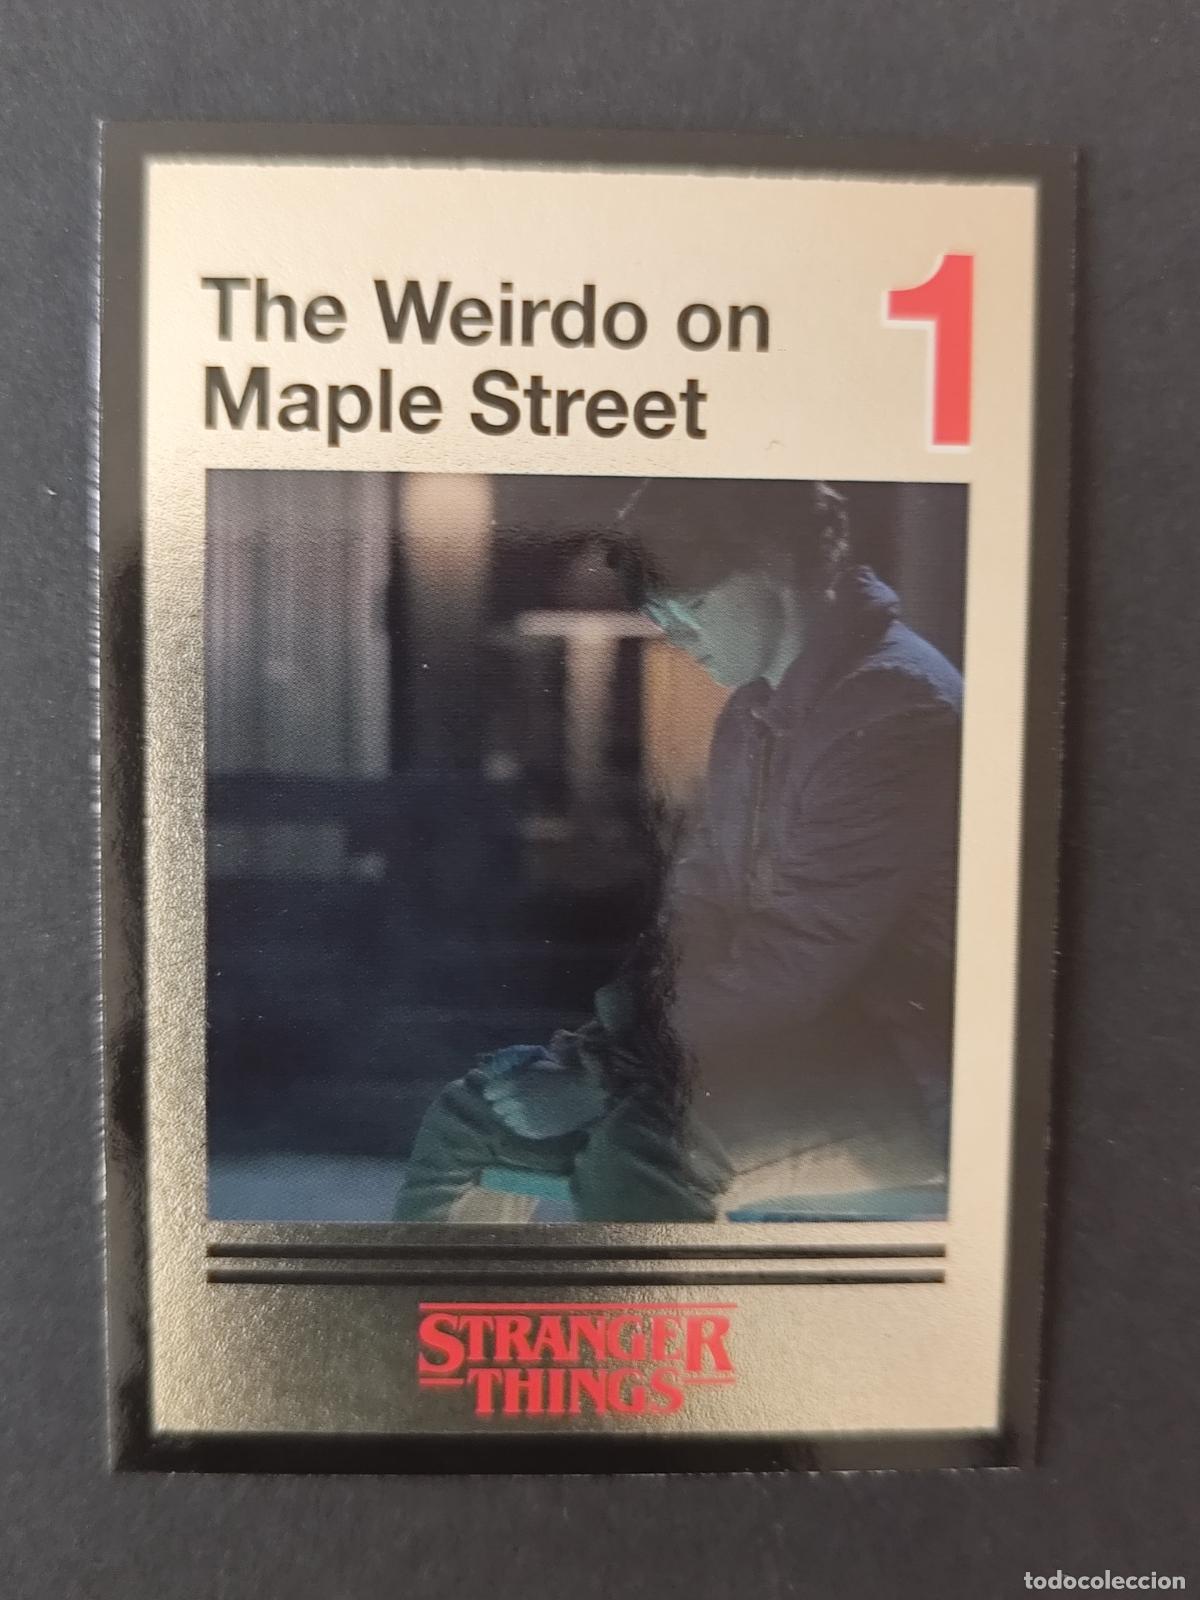 The Weirdo on
Maple Street
1
STRANGER
THINGS
todocoleccion